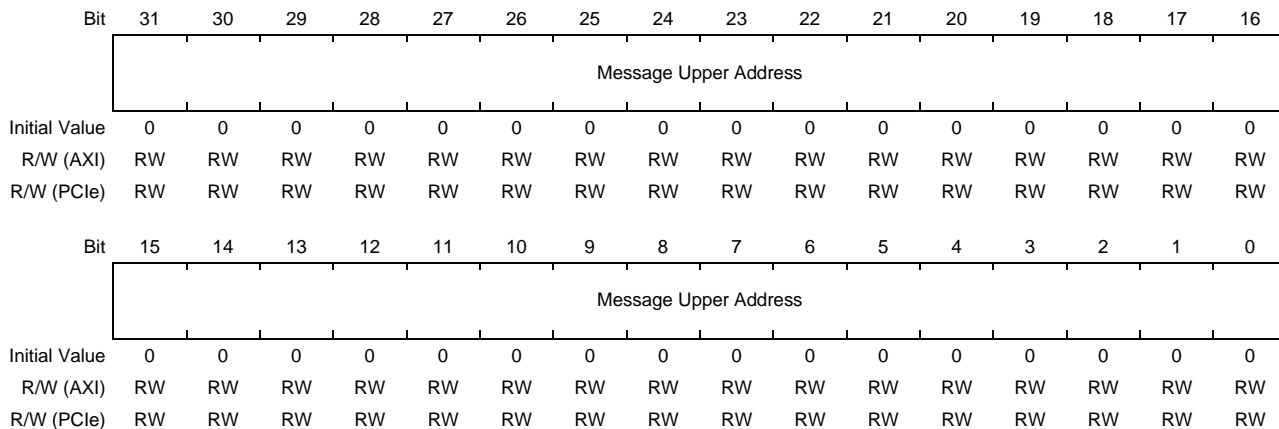 Bit 31 30 29 28 27 26 25 24 23 22 21 20 19 18 17 16
Message Upper Address
Initial Value 0 0 0 0 0 0 0 0 0 0 0 0 0 0 0 0
R/W (AXI) RW RW RW RW RW RW RW RW RW RW RW RW RW RW RW RW
R/W (PCIe) RW RW RW RW RW RW RW RW RW RW RW RW RW RW RW RW
Bit 15 14 13 12 11 10 9 8 7 6 5 4 3 2 1 0
Message Upper Address
Initial Value 0 0 0 0 0 0 0 0 0 0 0 0 0 0 0 0
R/W (AXI) RW RW RW RW RW RW RW RW RW RW RW RW RW RW RW RW
R/W (PCIe) RW RW RW RW RW RW RW RW RW RW RW RW RW RW RW RW